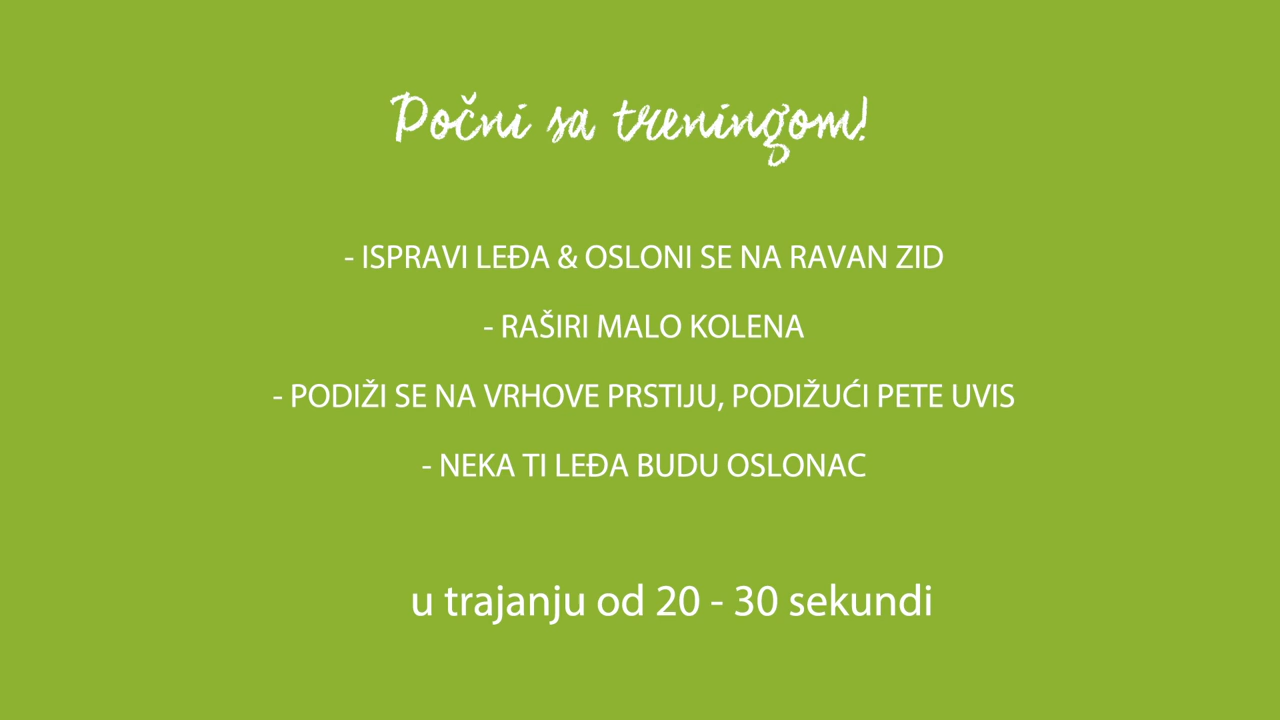 Počni sa treningom!
- ISPRAVI LEĐA & OSLONI SE NA RAVAN ZID
- RAŠIRI MALO KOLENA
- PODIŽI SE NA VRHOVE PRSTIJU, PODIŽUĆI PETE UVIS
- NEKA TI LEĐA BUDU OSLONAC
u trajanju od 20 - 30 sekundi